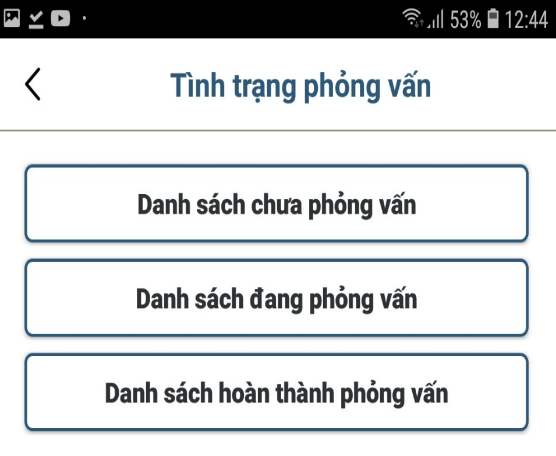 53% 12:44
Tình trạng phỏng vấn
Danh sách chưa phỏng vấn
Danh sách đang phỏng vấn
Danh sách hoàn thành phỏng vấn